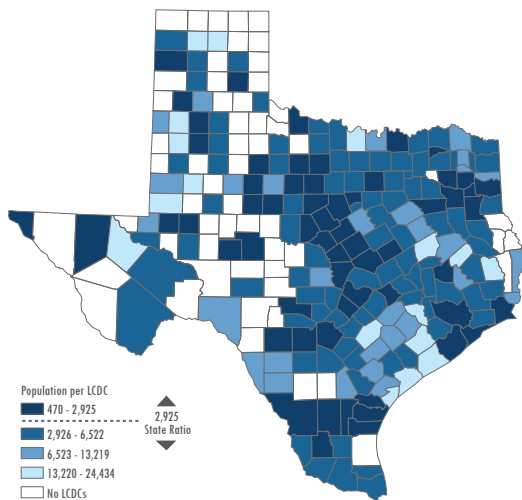 Population per LCDC
470 - 2,925
2,925
State Ratio
2,926 - 6,522
6,523 - 13,219
13,220 - 24,434
No LCDCs